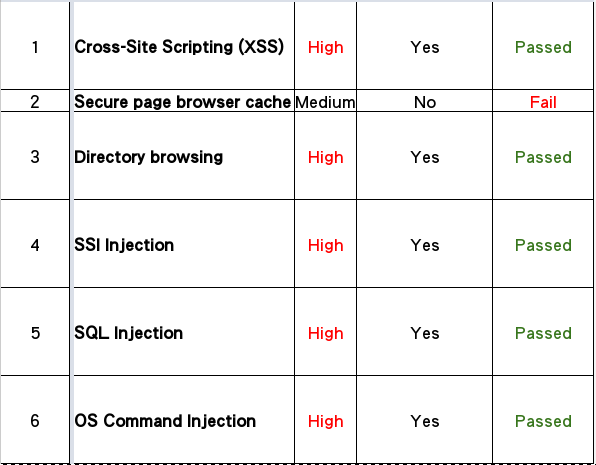 1 Cross-Site Scripting (XSS) High Yes Passed
2 Secure page browser cache Medium No Fail
3 Directory browsing High Yes Passed
4 SSI Injection High Yes Passed
5 SQL Injection High Yes Passed
6 OS Command Injection High Yes Passed